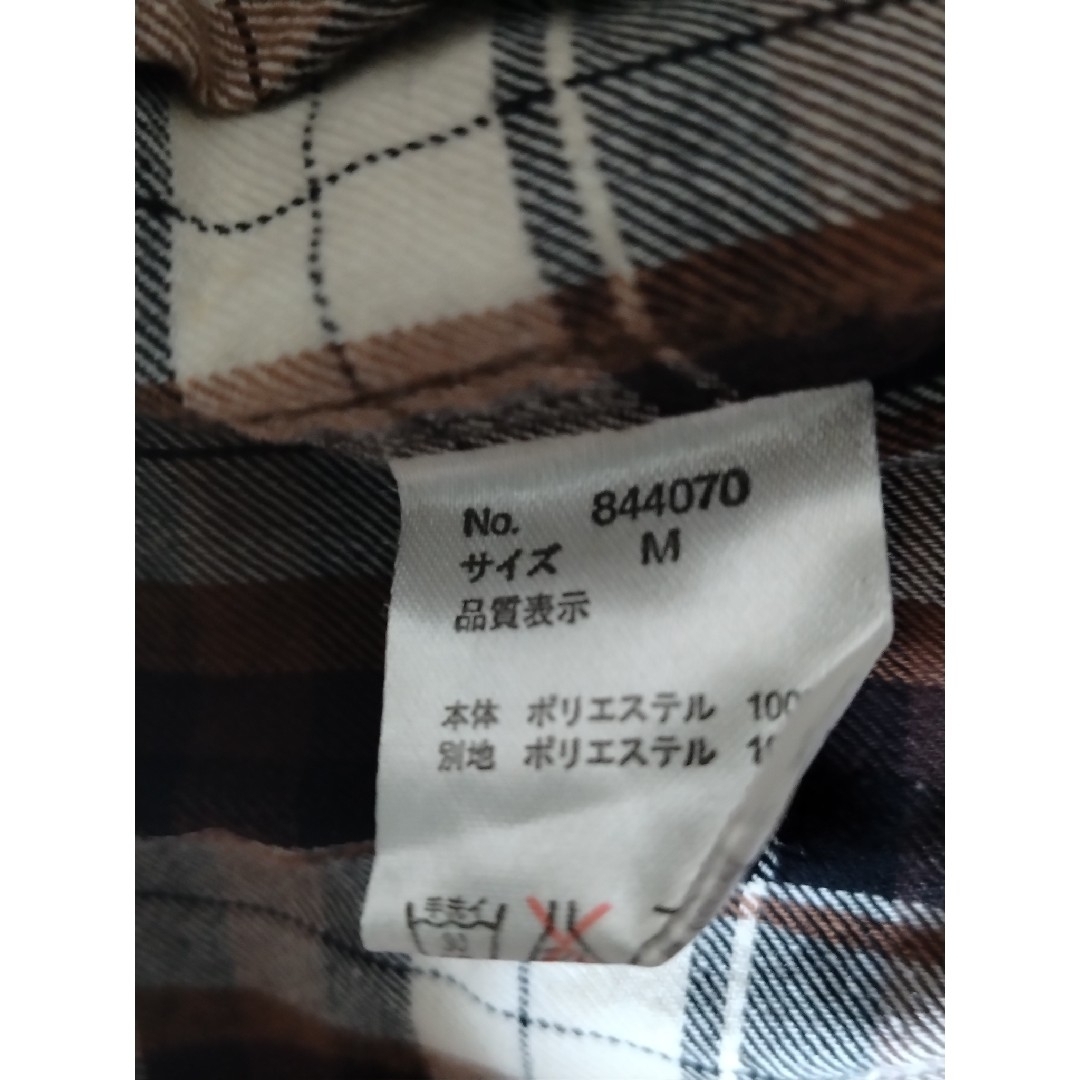 No. 844070
サイズ M
品質表示
本体 ポリエステル
別地 ポリエステル
手洗イ
30